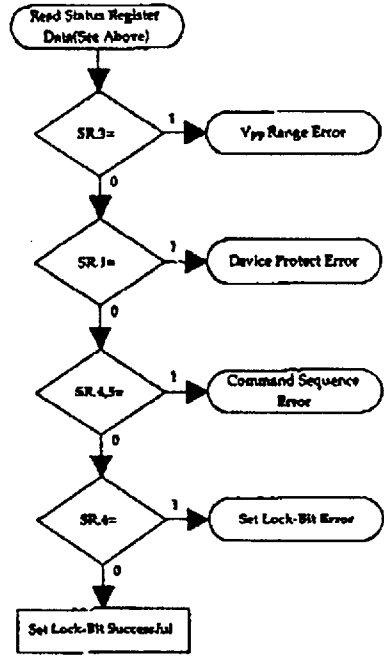 Read Status Register
Data(See Above)
SR.3=
1
VPP Range Error
0
SR.1=
1
Device Protect Error
0
SR.4,5=
1
Command Sequence
Error
0
SR.4=
1
Set Lock-Bit Error
0
Set Lock-Bit Successful